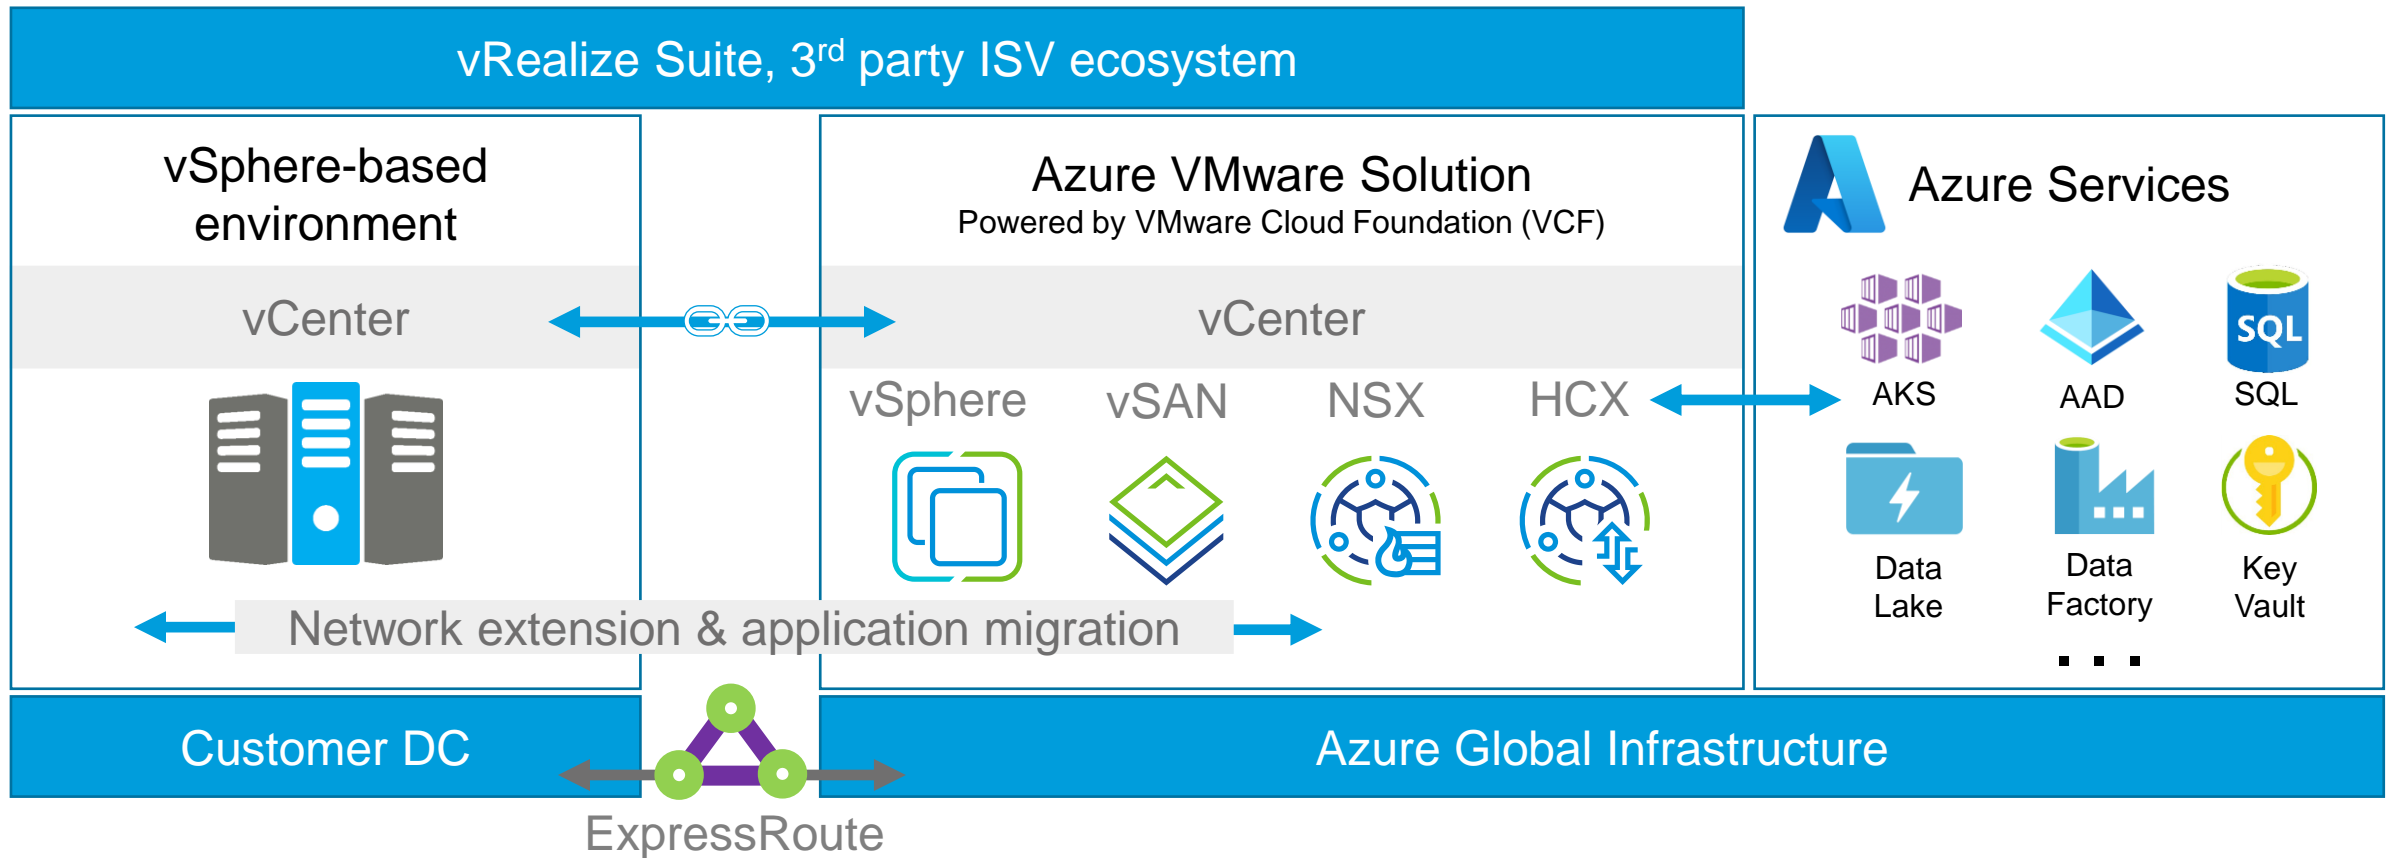 vRealize Suite, 3rd party ISV ecosystem
vSphere-based
environment
vCenter
Azure VMware Solution
Powered by VMware Cloud Foundation (VCF)
vCenter
vSphere
vSAN
NSX
HCX
Azure Services
AKS
AAD
SQL
SQL
Data
Lake
Data
Factory
Key
Vault
...
Network extension & application migration
Customer DC
Azure Global Infrastructure
ExpressRoute